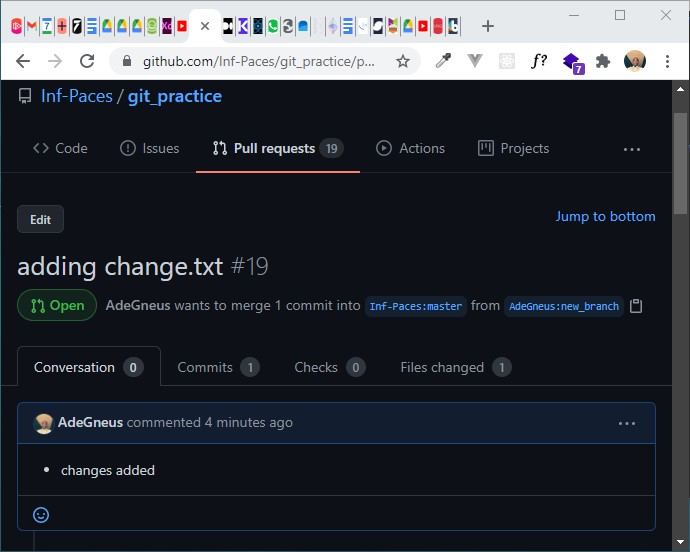 github.com/Inf-Paces/git_practice/p...
f?
7
Inf-Paces / git_practice
Code Issues Pull requests 19 Actions Projects ...
Edit
Jump to bottom
adding change.txt #19
Open AdeGneus wants to merge 1 commit into Inf-Paces:master from AdeGneus:new_branch
Conversation 0 Commits 1 Checks 0 Files changed 1
AdeGneus commented 4 minutes ago ...
• changes added